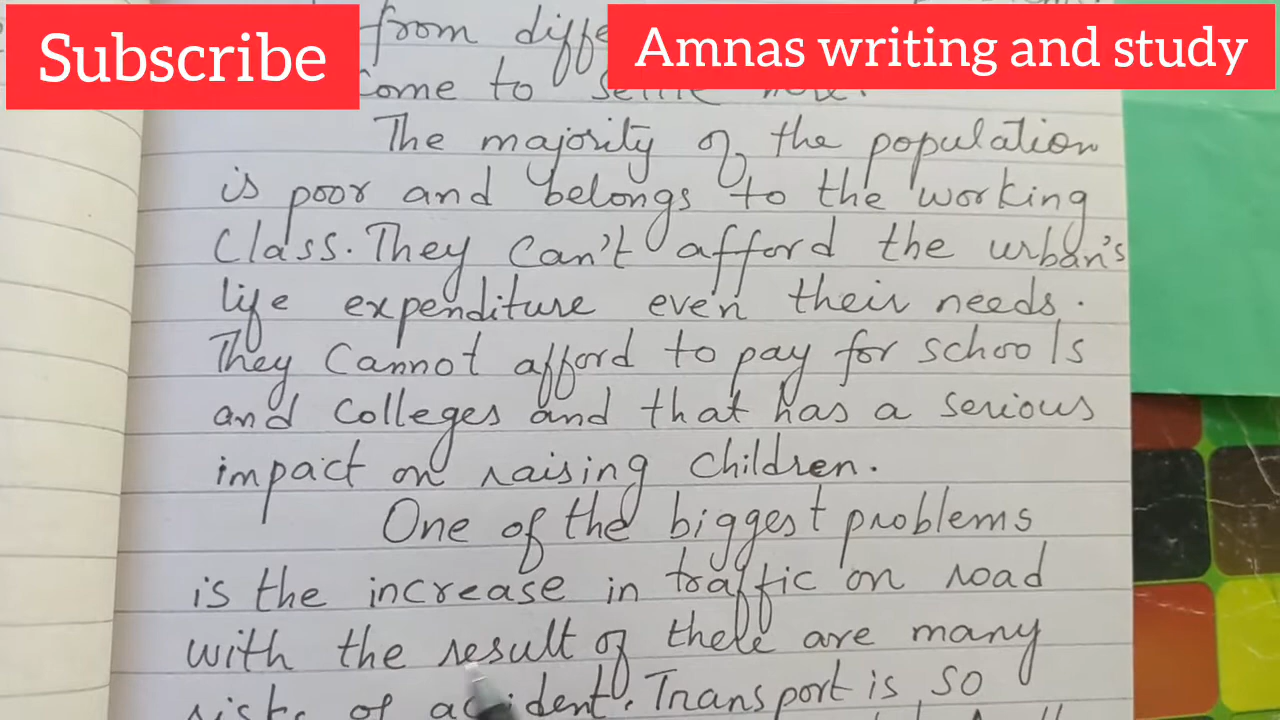 Subscribe
Amnas writing and study
from
come to
The majority of the population
is poor and belongs to the working
class. They can't afford the urban's
life expenditure even their needs.
They cannot afford to pay for schools
and colleges and that has a serious
impact on raising children.
One of the biggest problems
is the increase in traffic on road
with the result of there are many
risks of accident. Transport is so